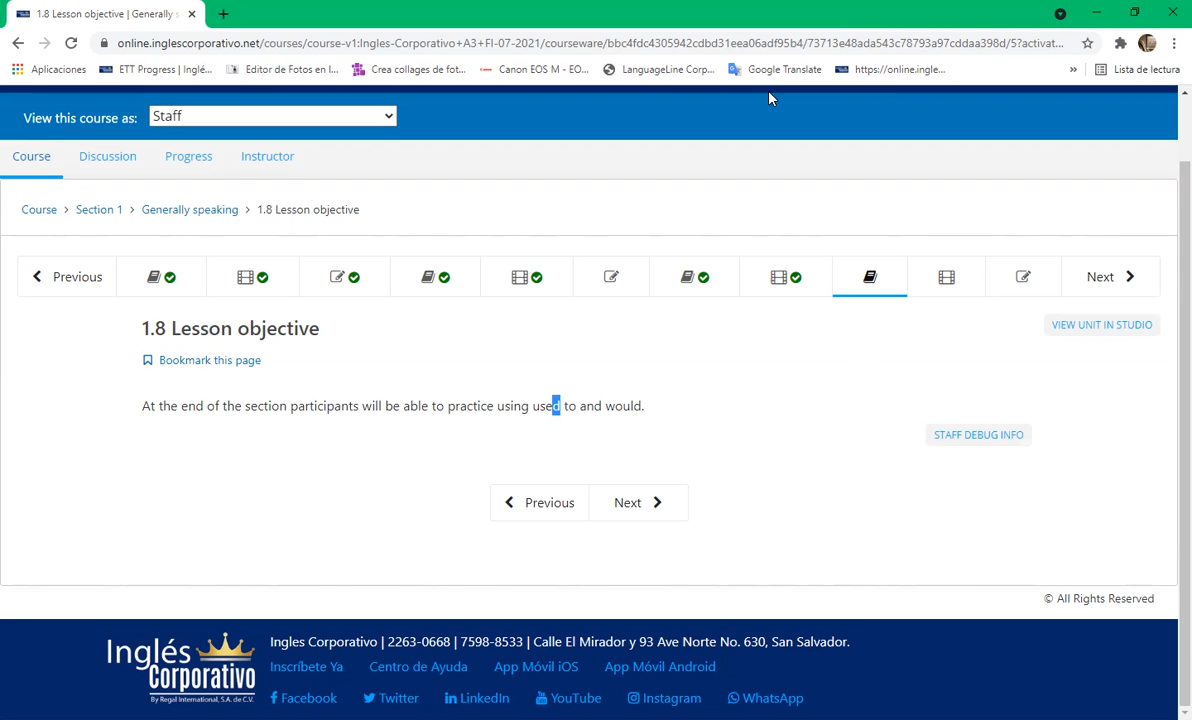 1.8 Lesson objective | Generally s
online.inglescorporativo.net/courses/course-v1:Ingles-Corporativo+A3+FI-07-2021/courseware/bbc4fdc4305942cdbd31eea06adf95b4/73713e48ada543c78793a97cddaa398d/5?activat...
Aplicaciones ETT Progress | Inglé... Editor de Fotos en l... Crea collages de fot... Canon EOS M - EO... LanguageLine Corp... Google Translate https://online.ingle... » Lista de lectura
View this course as: Staff
Course Discussion Progress Instructor
Course > Section 1 > Generally speaking > 1.8 Lesson objective
Previous Next
1.8 Lesson objective
VIEW UNIT IN STUDIO
Bookmark this page
At the end of the section participants will be able to practice using used to and would.
STAFF DEBUG INFO
Previous Next
© All Rights Reserved
Inglés Corporativo
By Regal International, S.A. de C.V.
Ingles Corporativo | 2263-0668 | 7598-8533 | Calle El Mirador y 93 Ave Norte No. 630, San Salvador.
Inscríbete Ya Centro de Ayuda App Móvil iOS App Móvil Android
Facebook Twitter LinkedIn YouTube Instagram WhatsApp